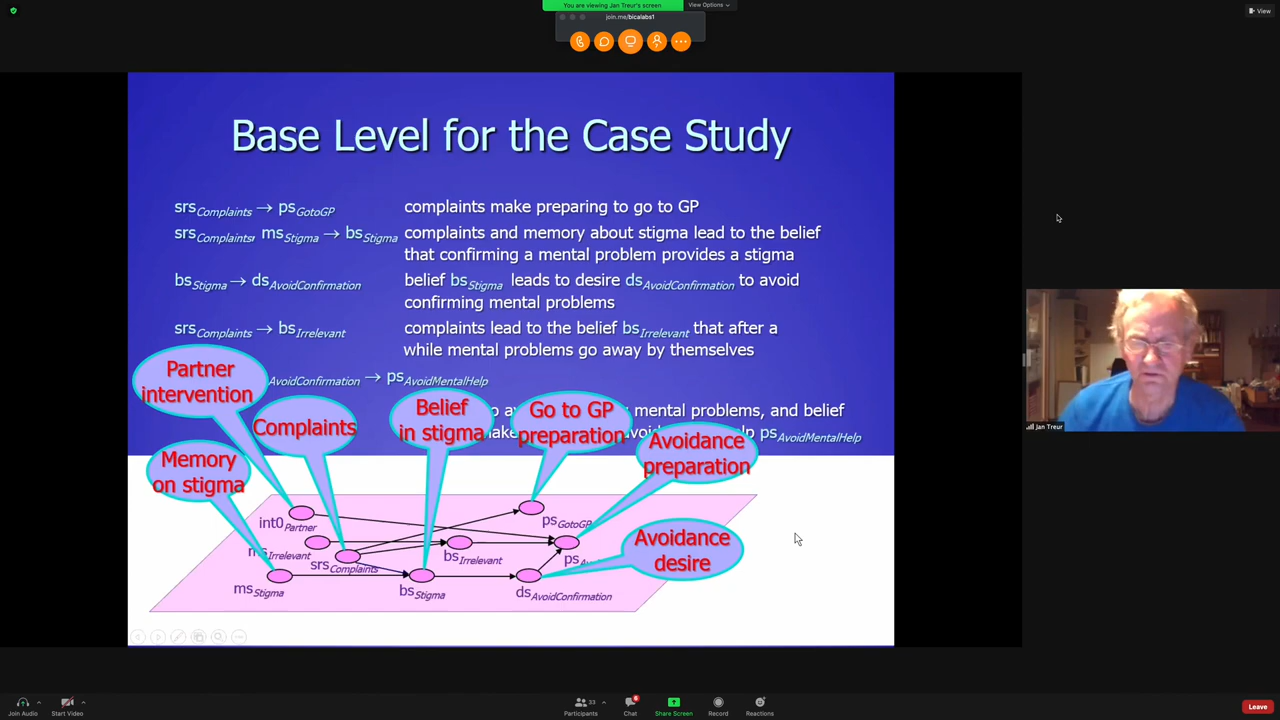 You are viewing Jan Treur's screen
View Options
View
join.me/bicalabs1
Base Level for the Case Study
srsComplaints → psGotoGP complaints make preparing to go to GP
srsComplaints, msStigma → bsStigma complaints and memory about stigma lead to the belief
that confirming a mental problem provides a stigma
bsStigma → dsAvoidConfirmation belief bsStigma leads to desire dsAvoidConfirmation to avoid
confirming mental problems
srsComplaints → bsIrrelevant complaints lead to the belief bsIrrelevant that after a
while mental problems go away by themselves
AvoidConfirmation → psAvoidMentalHelp
mental problems, and belief
psAvoidMentalHelp
Partner
intervention
Complaints
Belief
in stigma
Go to GP
preparation
Avoidance
preparation
Memory
on stigma
Avoidance
desire
int0Partner
psGotoGP
msIrrelevant
srsComplaints
bsIrrelevant
msStigma
bsStigma
dsAvoidConfirmation
Jan Treur
Join Audio
Start Video
Participants
33
Chat
6
Share Screen
Record
Reactions
Leave